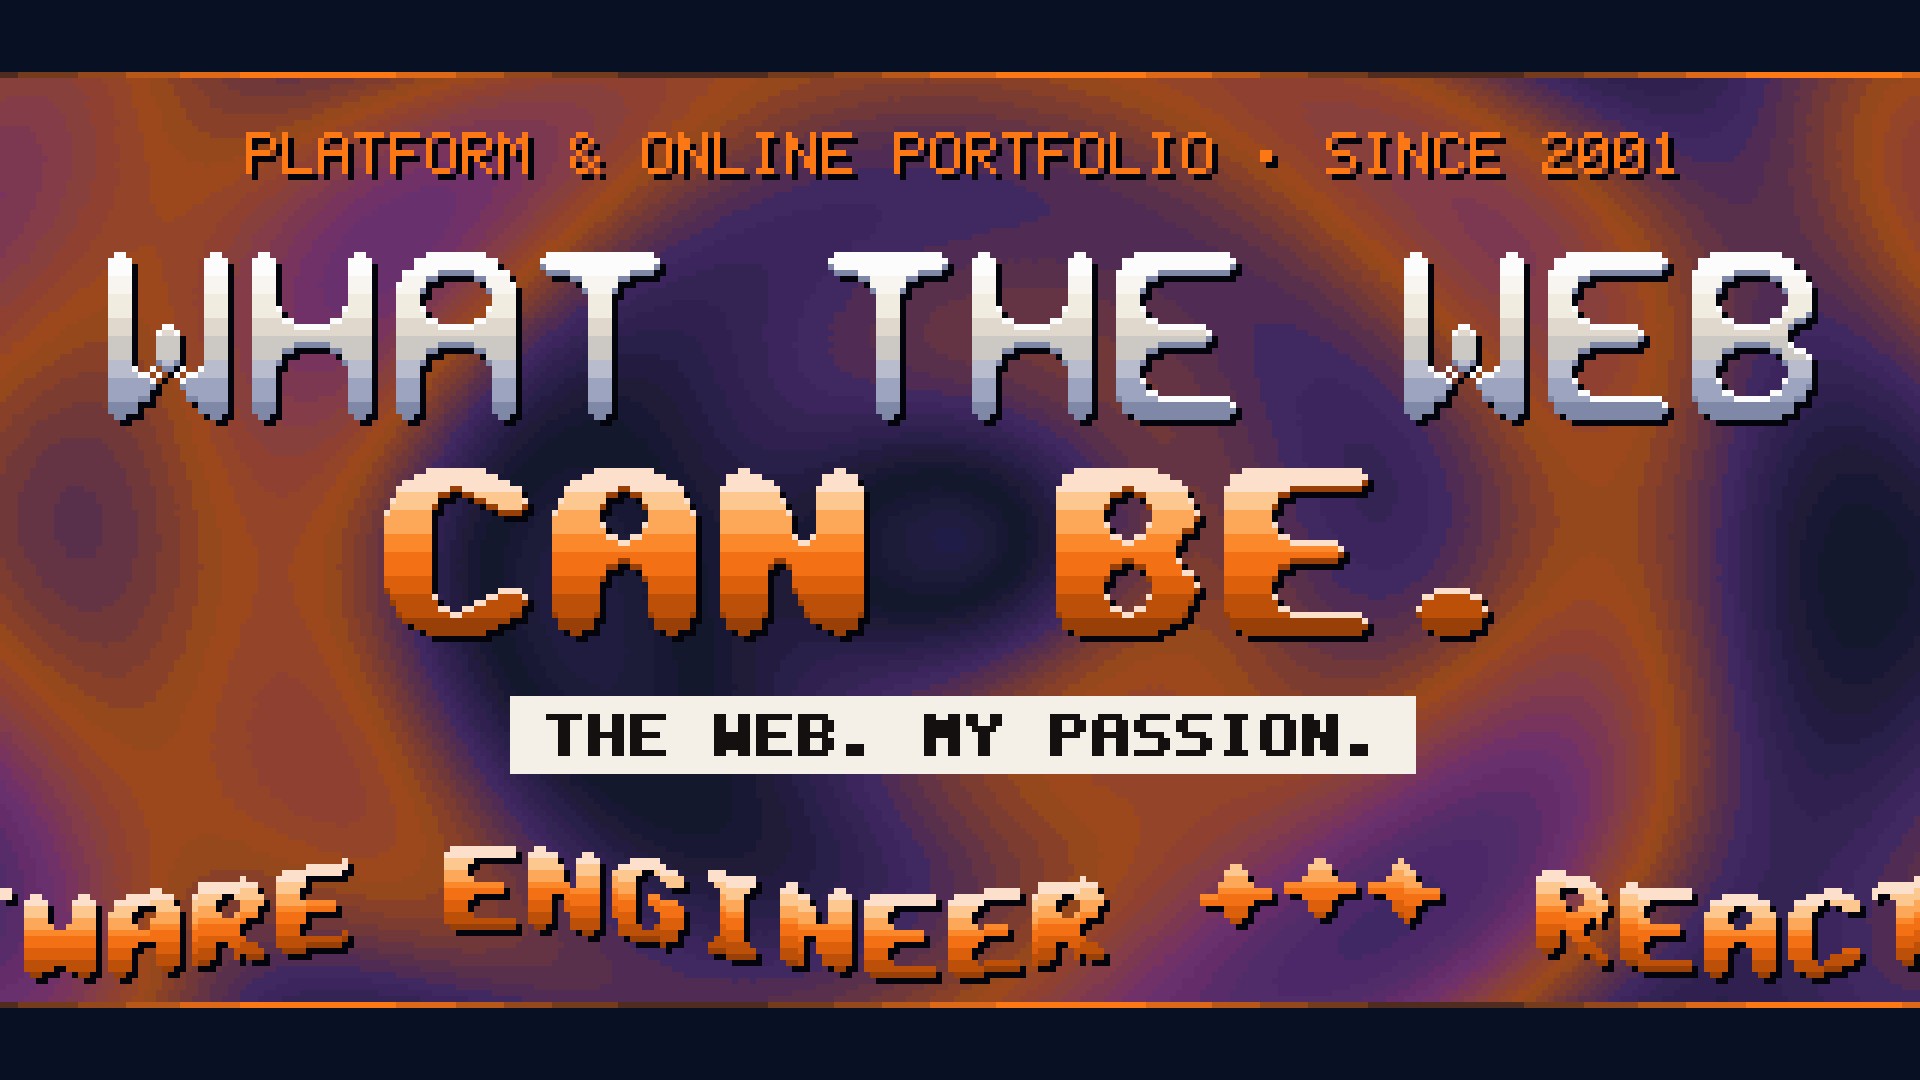 PLATFORM & ONLINE PORTFOLIO · SINCE 2001
WHAT THE WEB
CAN BE.
THE WEB. MY PASSION.
WARE ENGINEER ✦✦✦ REACT